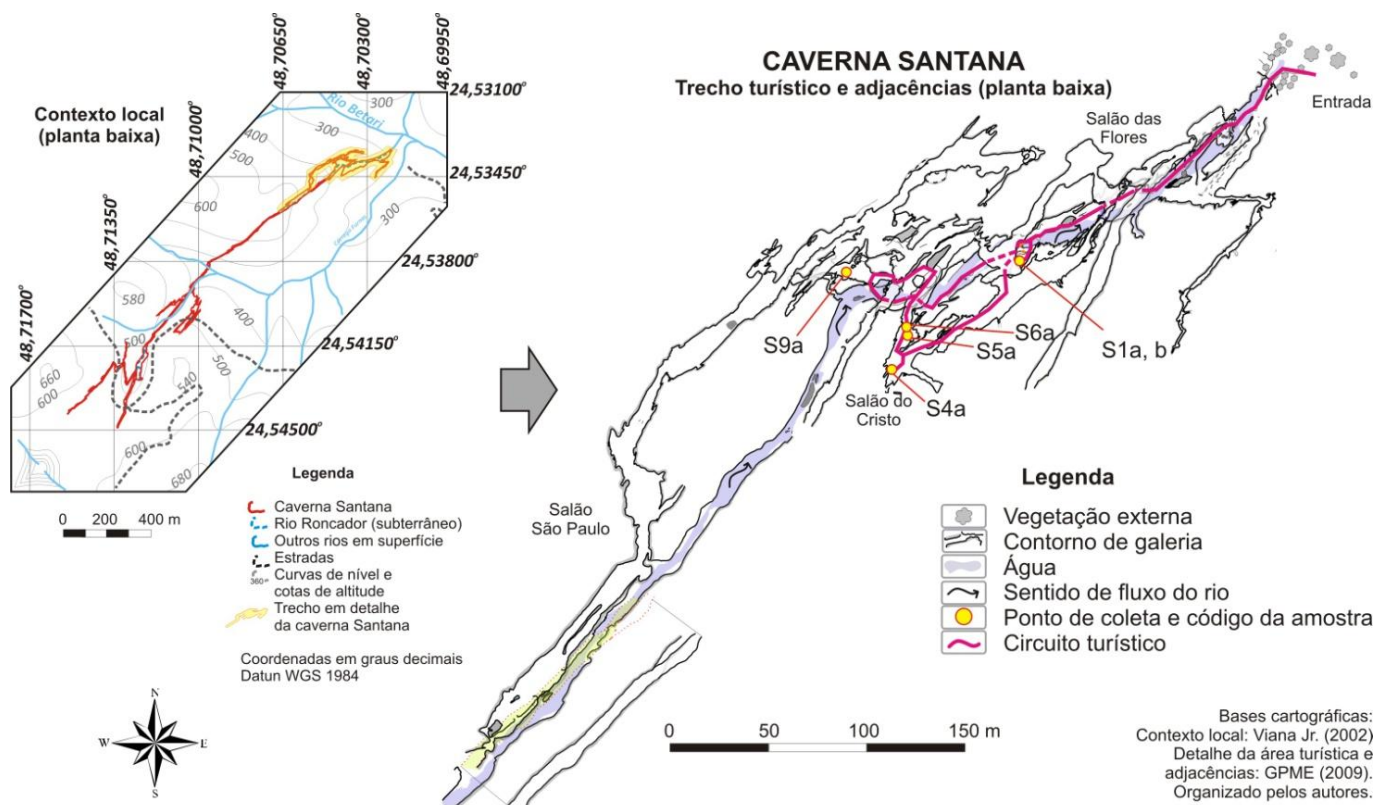 CAVERNA SANTANA
Trecho turístico e adjacências (planta baixa)
Contexto local
(planta baixa)
48,70650
48,70300
48,69950
48,71000
48,71350
48,71700
24,53100°
24,53450°
24,53800°
24,54150°
24,54500°
Rio Betari
300
300
400
500
600
300
580
400
500
500
540
660
600
600
680
0 200 400 m
Legenda
Caverna Santana
Rio Roncador (subterrâneo)
Outros rios em superfície
Estradas
360
Curvas de nível e
cotas de altitude
Trecho em detalhe
da caverna Santana
Coordenadas em graus decimais
Datun WGS 1984
N
W E
S
Entrada
Salão das
Flores
S9a
S6a
S5a
S1a, b
S4a
Salão do
Cristo
Salão
São Paulo
Legenda
Vegetação externa
Contorno de galeria
Água
Sentido de fluxo do rio
Ponto de coleta e código da amostra
Circuito turístico
0 50 100 150 m
Bases cartográficas:
Contexto local: Viana Jr. (2002)
Detalhe da área turística e
adjacências: GPME (2009).
Organizado pelos autores.